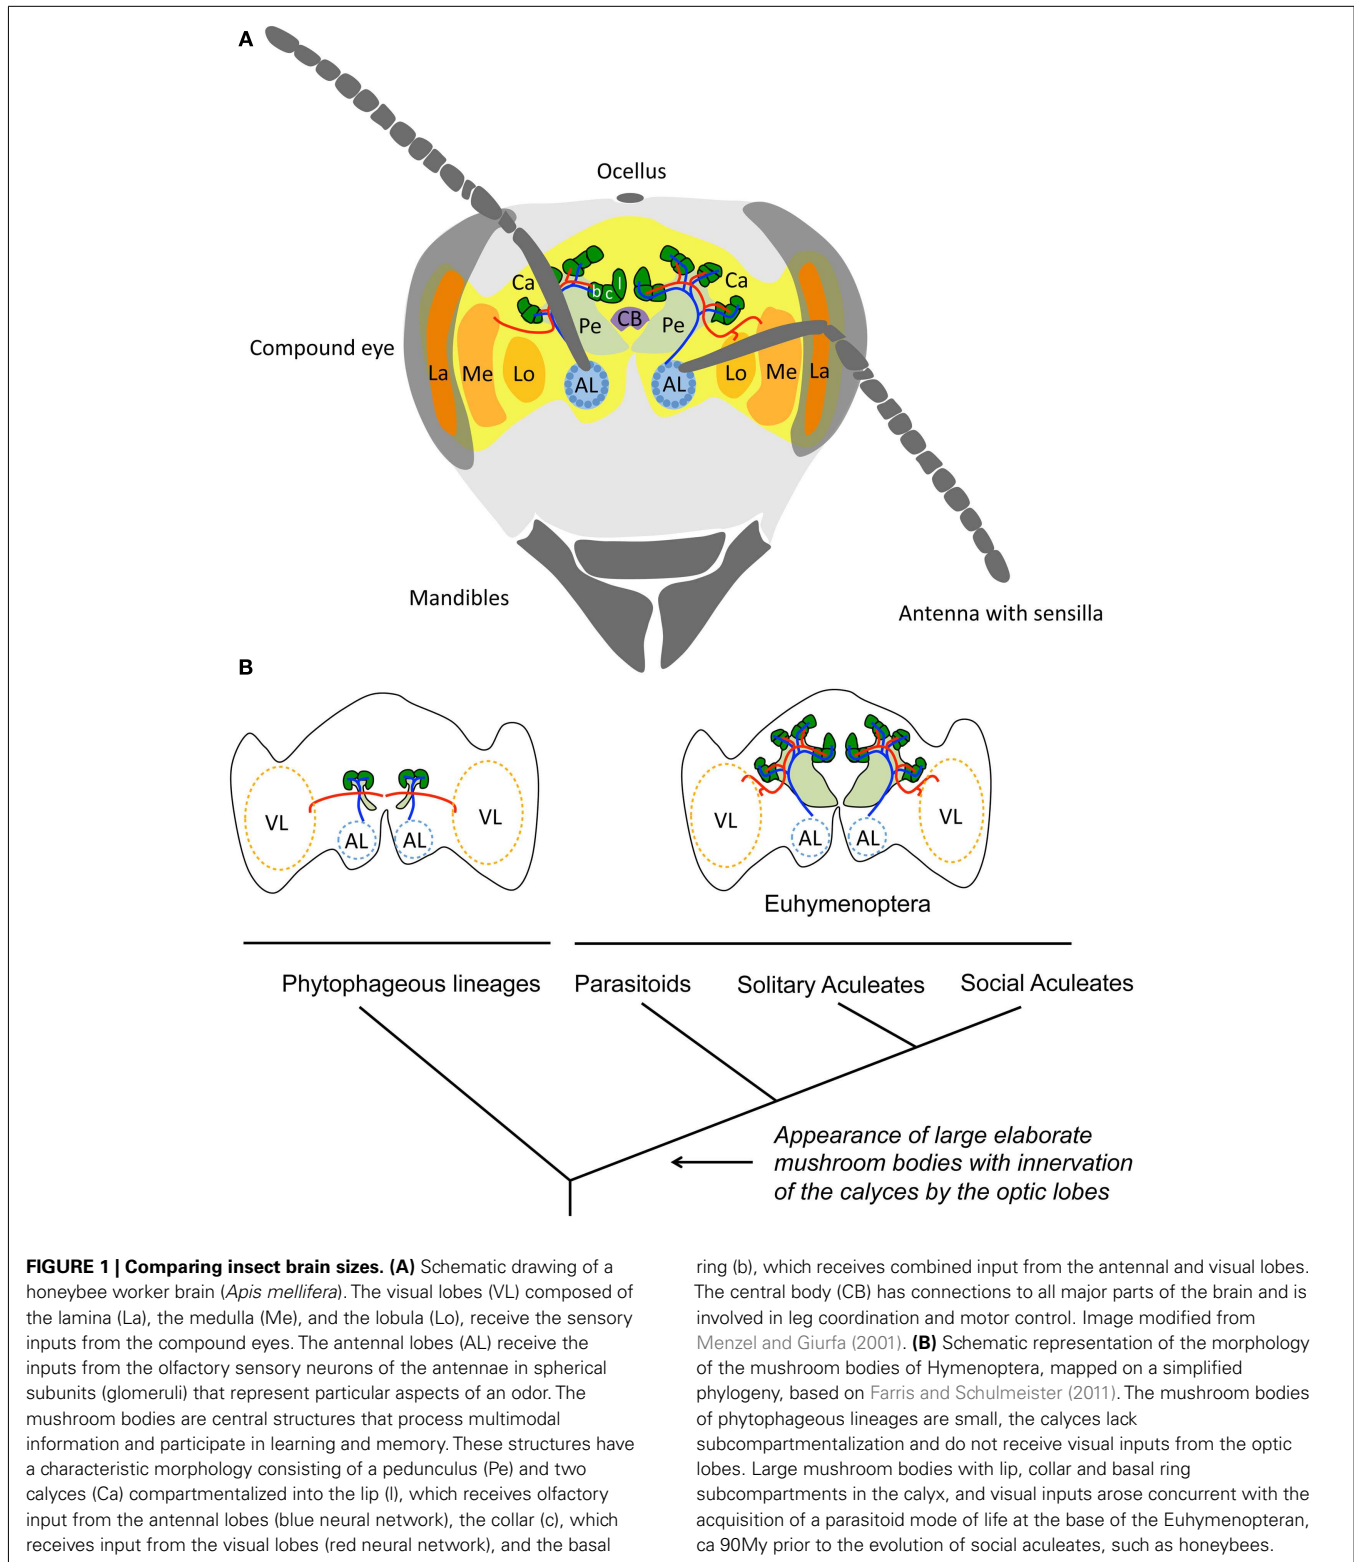 A
Ocellus
Ca
Ca
l
b
c
Pe
CB
Pe
Compound eye
La
Me
Lo
AL
AL
Lo
Me
La
Mandibles
Antenna with sensilla
B
VL
AL
AL
VL
VL
AL
AL
VL
Euhymenoptera
Phytophageous lineages
Parasitoids
Solitary Aculeates
Social Aculeates
Appearance of large elaborate
mushroom bodies with innervation
of the calyces by the optic lobes
FIGURE 1 | Comparing insect brain sizes. (A) Schematic drawing of a
honeybee worker brain (Apis mellifera). The visual lobes (VL) composed of
the lamina (La), the medulla (Me), and the lobula (Lo), receive the sensory
inputs from the compound eyes. The antennal lobes (AL) receive the
inputs from the olfactory sensory neurons of the antennae in spherical
subunits (glomeruli) that represent particular aspects of an odor. The
mushroom bodies are central structures that process multimodal
information and participate in learning and memory. These structures have
a characteristic morphology consisting of a pedunculus (Pe) and two
calyces (Ca) compartmentalized into the lip (l), which receives olfactory
input from the antennal lobes (blue neural network), the collar (c), which
receives input from the visual lobes (red neural network), and the basal
ring (b), which receives combined input from the antennal and visual lobes.
The central body (CB) has connections to all major parts of the brain and is
involved in leg coordination and motor control. Image modified from
Menzel and Giurfa (2001). (B) Schematic representation of the morphology
of the mushroom bodies of Hymenoptera, mapped on a simplified
phylogeny, based on Farris and Schulmeister (2011). The mushroom bodies
of phytophageous lineages are small, the calyces lack
subcompartmentalization and do not receive visual inputs from the optic
lobes. Large mushroom bodies with lip, collar and basal ring
subcompartments in the calyx, and visual inputs arose concurrent with the
acquisition of a parasitoid mode of life at the base of the Euhymenopteran,
ca 90My prior to the evolution of social aculeates, such as honeybees.